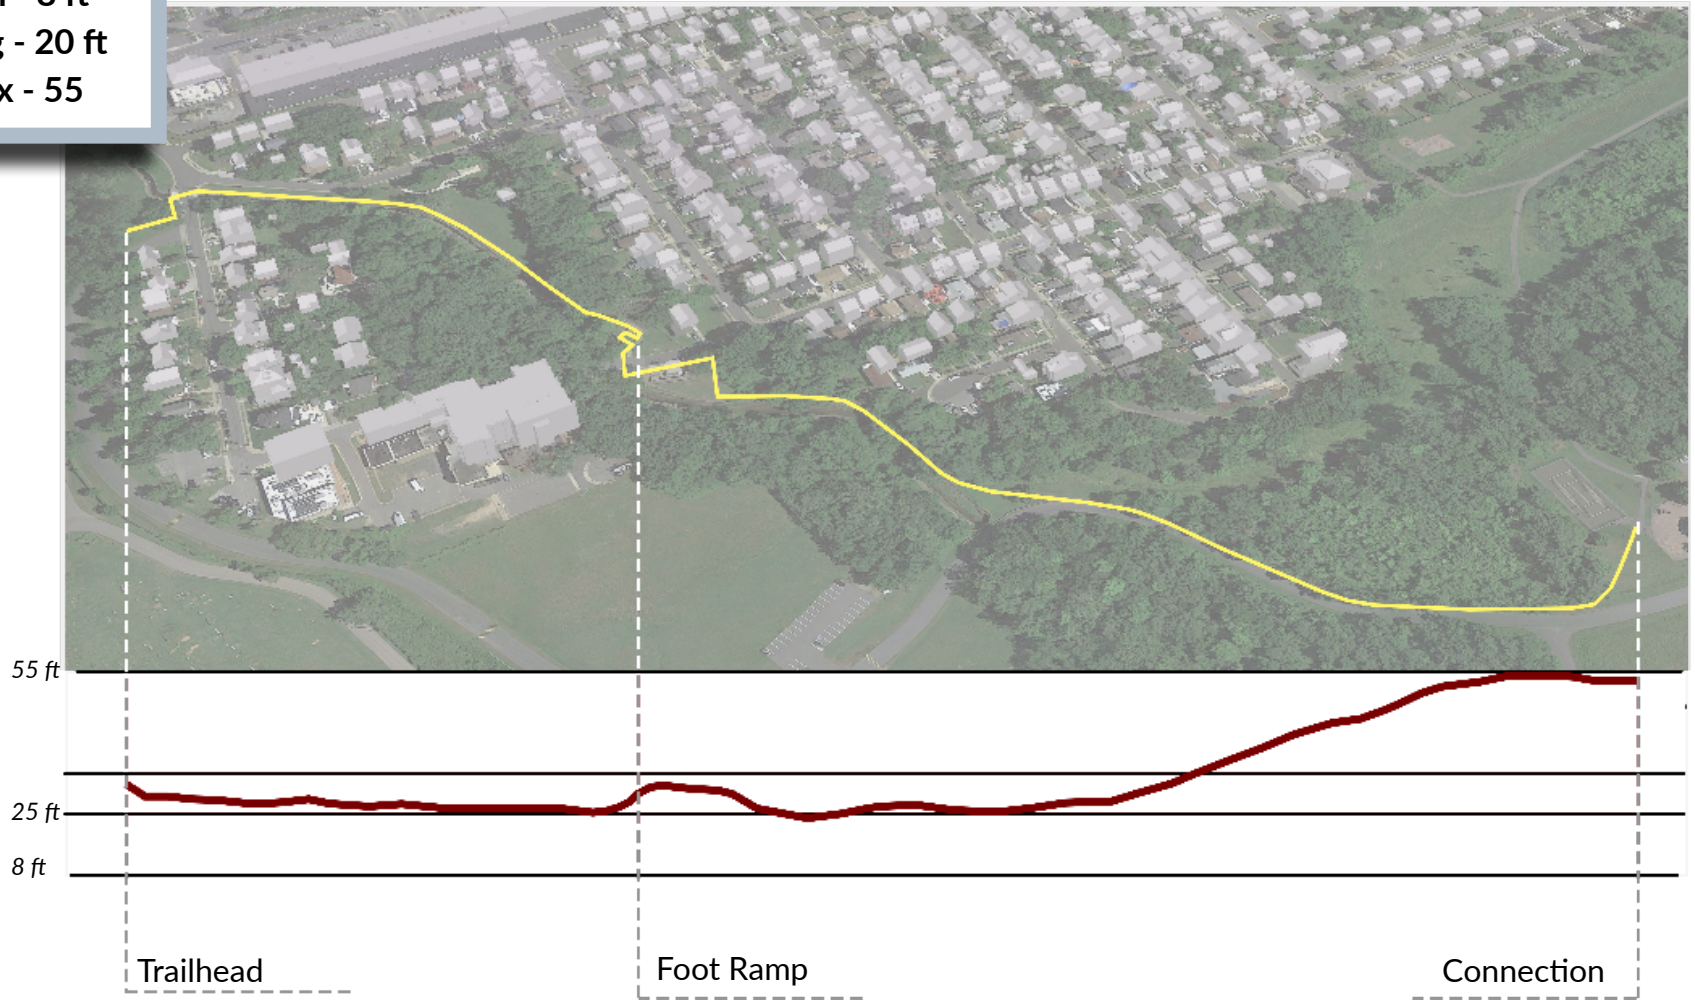 - 20 ft
- 55
55 ft
25 ft
8 ft
Trailhead
Foot Ramp
Connection